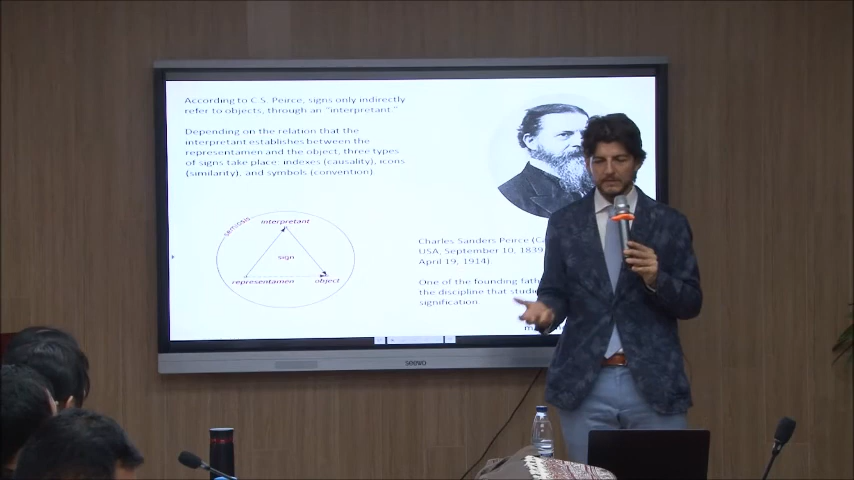 According to C.S. Peirce, signs only indirectly
refer to objects, through an "interpretant."
Depending on the relation that the
interpretant establishes between the
representamen and the object, three types
of signs take place: indexes (causality), icons
(similarity), and symbols (convention).
semiosis
interpretant
sign
representamen
object
Charles Sanders Peirce (Ca
USA, September 10, 1839
April 19, 1914).
One of the founding fath
the discipline that studie
signification.
seewo